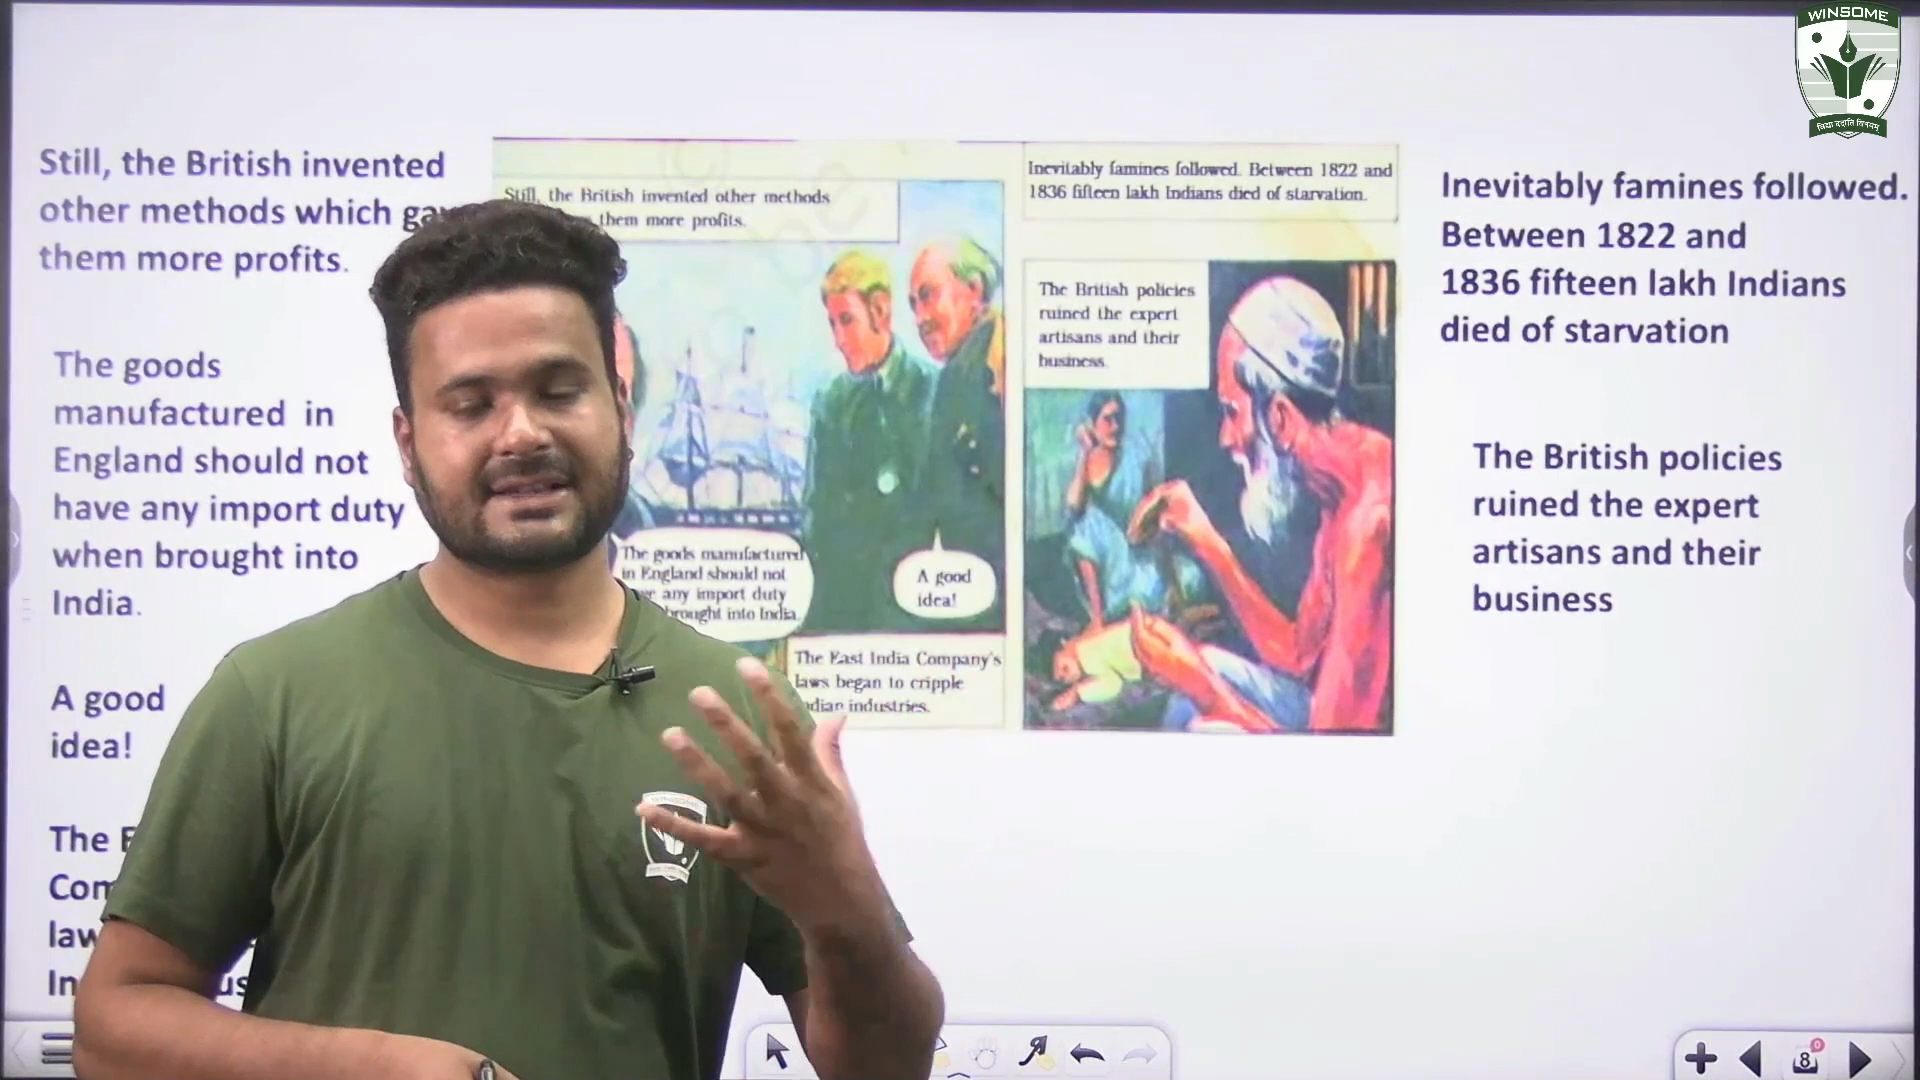 WINSOME
विद्या ददाति विनयम्
Still, the British invented
other methods which
them more profits.
The goods
manufactured in
England should not
have any import duty
when brought into
India.
A good
idea!
The
Still, the British invented other methods
them more profits.
The goods manufactured
in England should not
any import duty
brought into India.
A good
idea!
The East India Company's
laws began to cripple
industries.
Inevitably famines followed. Between 1822 and
1836 fifteen lakh Indians died of starvation.
The British policies
ruined the expert
artisans and their
business.
Inevitably famines followed.
Between 1822 and
1836 fifteen lakh Indians
died of starvation
The British policies
ruined the expert
artisans and their
business
WINSOME
8
0